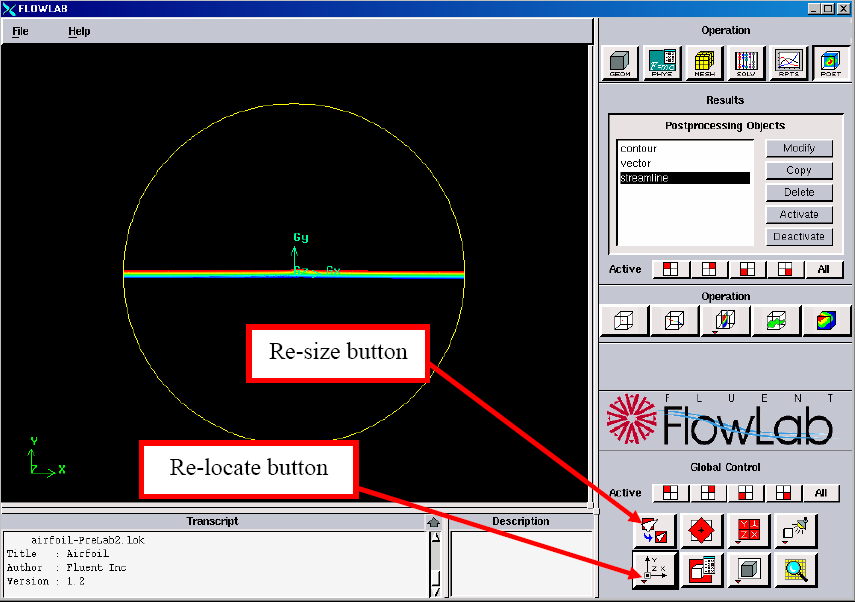 FLOWLAB
File Help
Operation
GEOM PHYS MESH SOLV RPTS POST
Results
Postprocessing Objects
contour
vector
streamline
Modify
Copy
Delete
Activate
Deactivate
Active All
Operation
Gy
Gx
Re-size button
Re-locate button
Y
Z X
FLUENT
FlowLab
Global Control
Active All
Transcript
airfoil-PreLab2.lok
Title : Airfoil
Author : Fluent Inc
Version : 1.2
Description